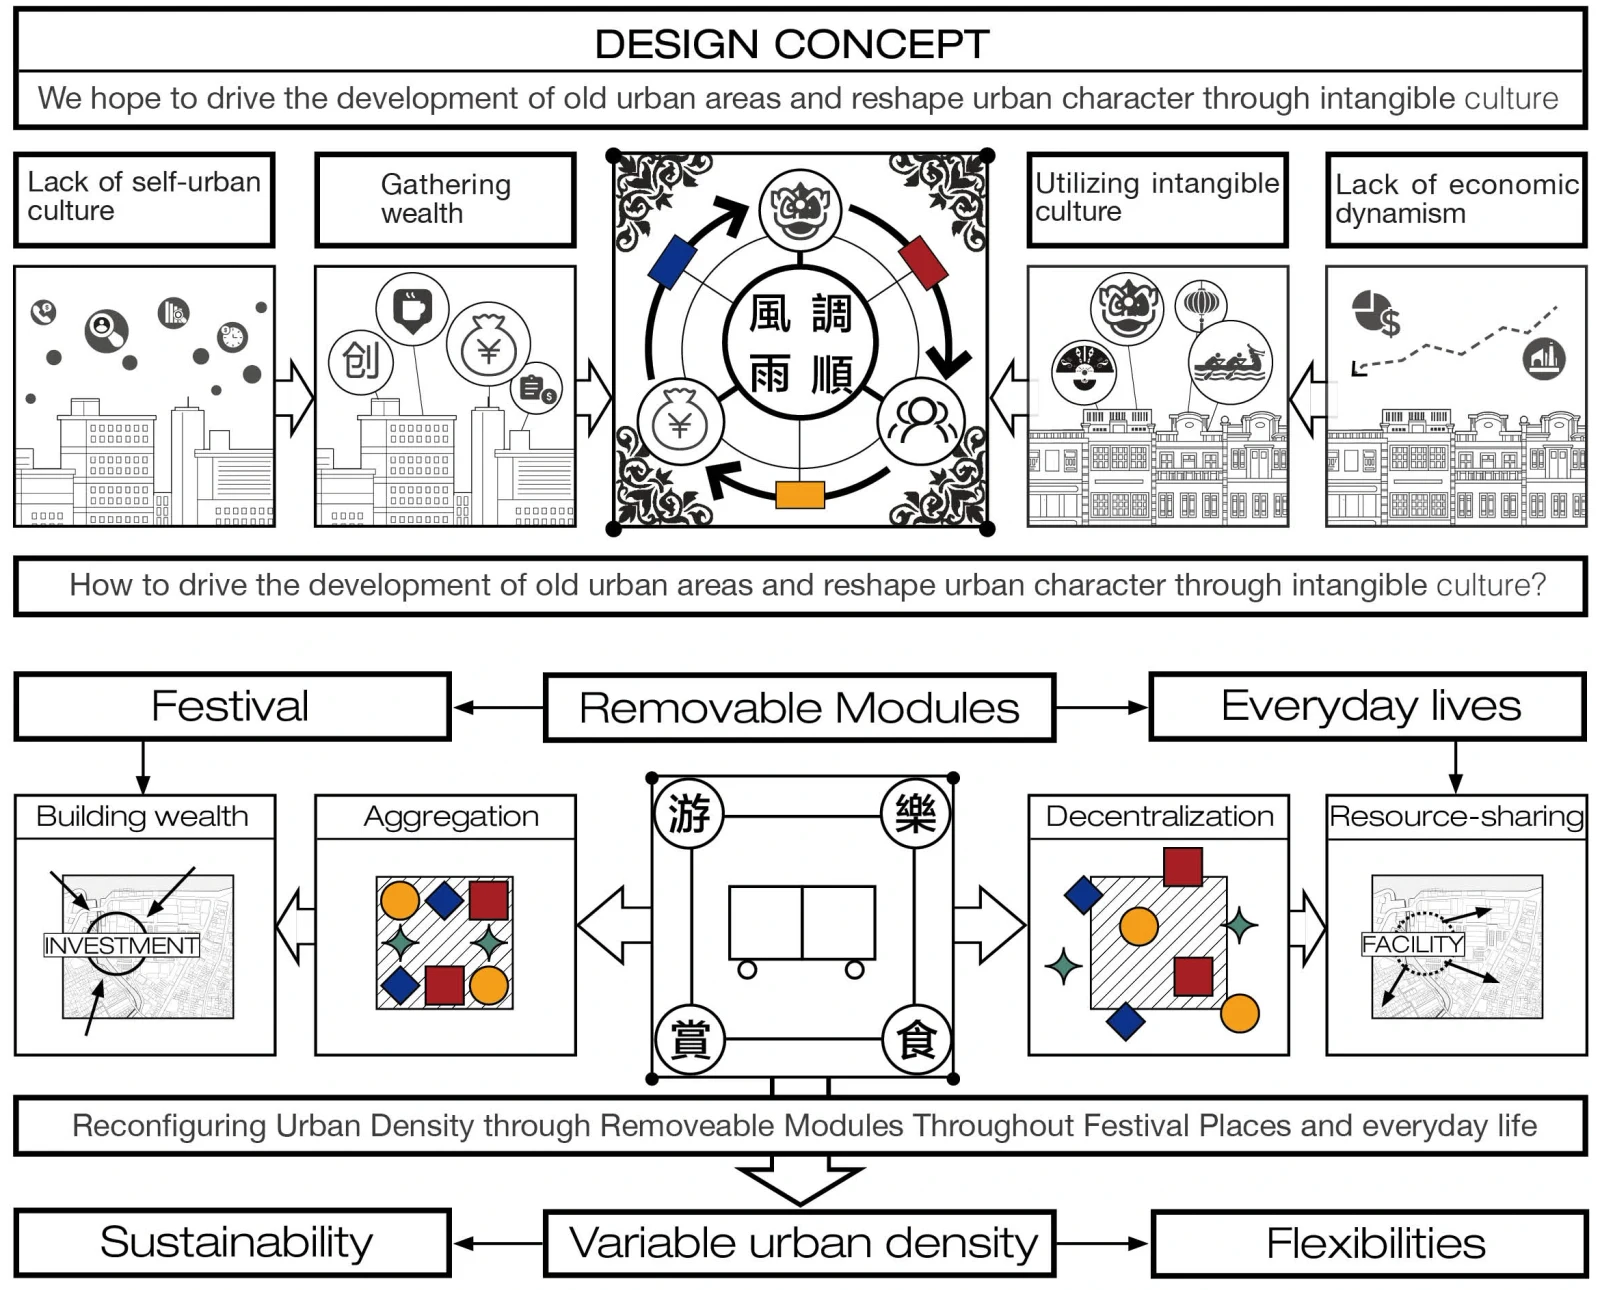 DESIGN CONCEPT
We hope to drive the development of old urban areas and reshape urban character through intangible culture
Lack of self-urban
culture
Gathering
wealth
Utilizing intangible
culture
Lack of economic
dynamism
创
¥
$
風 調
雨 順
¥
$
How to drive the development of old urban areas and reshape urban character through intangible culture?
Festival
Removable Modules
Everyday lives
Building wealth
Aggregation
Decentralization
Resource-sharing
游 樂
INVESTMENT
FACILITY
賞 食
Reconfiguring Urban Density through Removeable Modules Throughout Festival Places and everyday life
Sustainability
Variable urban density
Flexibilities